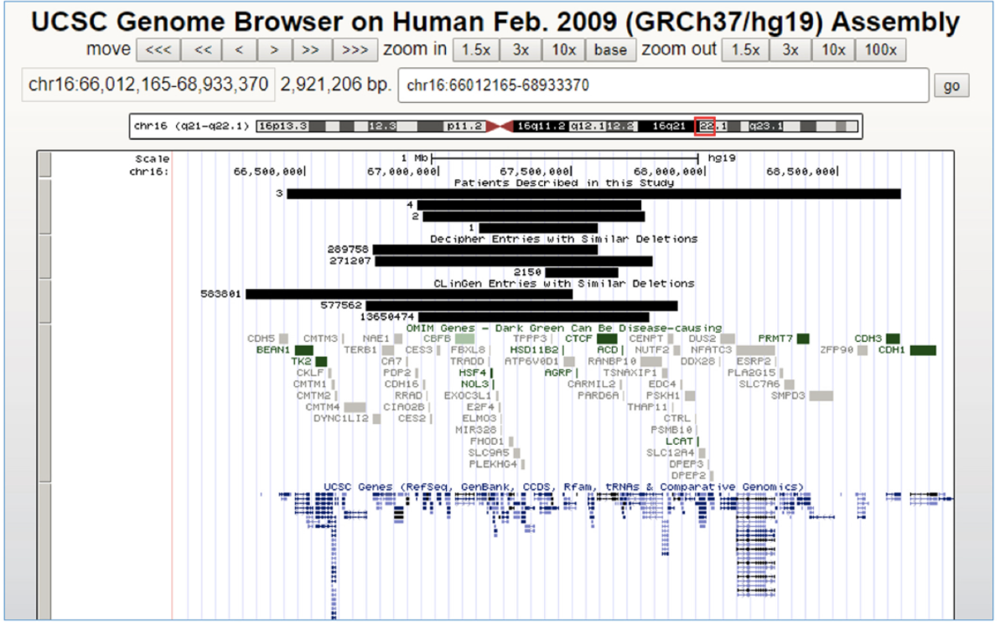 UCSC Genome Browser on Human Feb. 2009 (GRCh37/hg19) Assembly
move <<< << < > >> >>> zoom in 1.5x 3x 10x base zoom out 1.5x 3x 10x 100x
chr16:66,012,165-68,933,370 2,921,206 bp. chr16:66012165-68933370 go
chr16 (q21-q22.1) 16p13.3 12.3 p11.2 16q11.2 q12.1 12.2 16q21 22.1 q23.1
Scale 1 Mb hg19
chr16: 66,500,000 67,000,000 67,500,000 68,000,000 68,500,000
Patients Described in this Study
3
4
2
1
Decipher Entries with Similar Deletions
289758
271207
2150
CLinGen Entries with Similar Deletions
583801
577562
13650474
OMIM Genes - Dark Green Can Be Disease-causing
CDH5 CMTM3 NAE1 CBFB TPPP3 CTCF CENPT DUS2 PRMT7 CDH3
BEAN1 TERB1 CES3 FBXL8 HSD11B2 ACD NUTF2 NFATC3 ZFP90 CDH1
TK2 CA7 TRADD ATP6V0D1 RANBP10 DDX28 ESRP2
CKLF PDP2 HSF4 AGRP TSNAXIP1 PLA2G15
CMTM1 CDH16 NOL3 CARMIL2 EDC4 SLC7A6
CMTM2 RRAD EXOC3L1 PARD6A PSKH1 SMPD3
CMTM4 CIAO2B E2F4 THAP11
DYNC1LI2 CES2 ELMO3 CTRL
MIR328 PSMB10
FHOD1 LCAT
SLC9A5 SLC12A4
PLEKHG4 DPEP3
DPEP2
UCSC Genes (RefSeq, GenBank, CCDS, Rfam, tRNAs & Comparative Genomics)